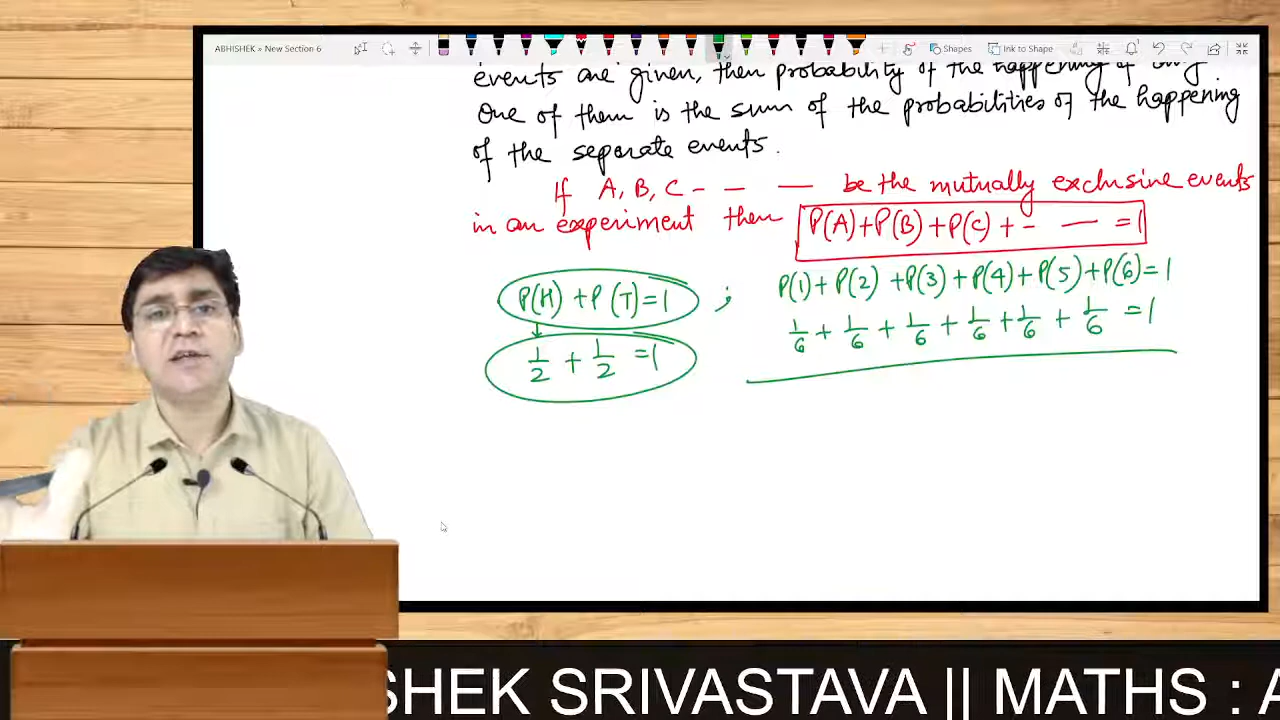 ABHISHEK » New Section 6
Shapes
Ink to Shape
events are given, then probability of the happening of any
One of them is the sum of the probabilities of the happening
of the separate events.
If A, B, C - - — be the mutually exclusive events
in an experiment then P(A)+P(B)+P(C)+- — =1
P(H)+P(T)=1 ; P(1)+P(2)+P(3)+P(4)+P(5)+P(6)=1
1/2 + 1/2 =1
1/6 + 1/6 + 1/6 + 1/6 + 1/6 + 1/6 =1
SHEK SRIVASTAVA || MATHS : A